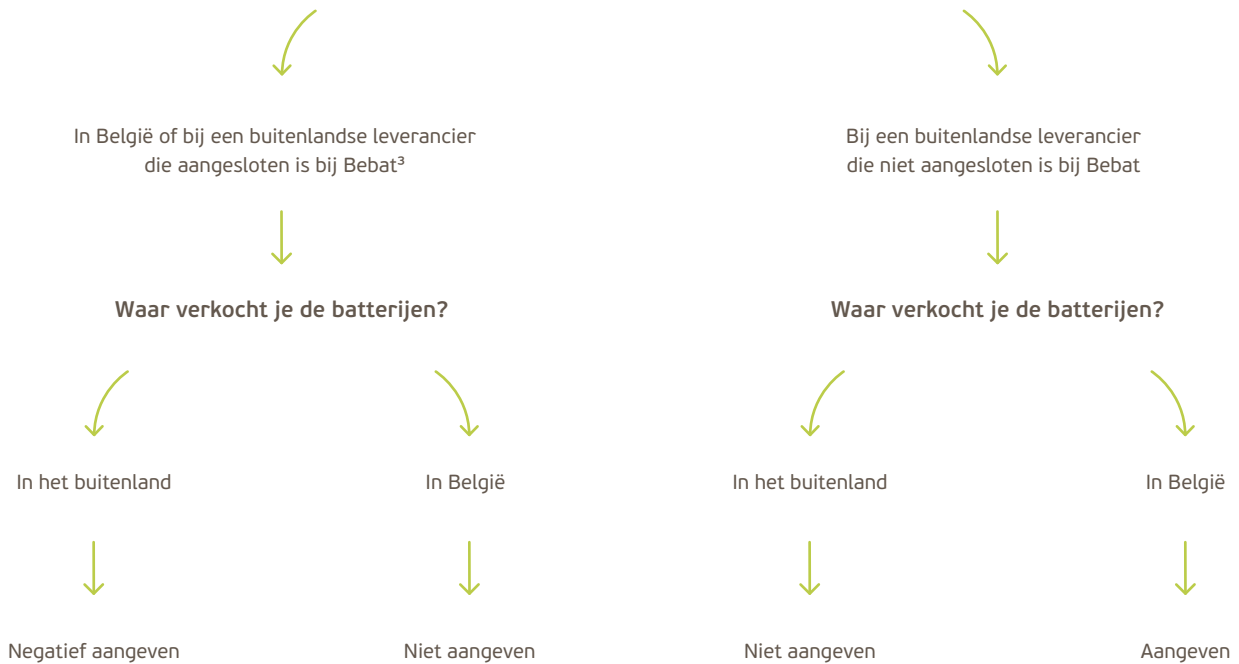 In België of bij een buitenlandse leverancier
die aangesloten is bij Bebat³
Bij een buitenlandse leverancier
die niet aangesloten is bij Bebat
Waar verkocht je de batterijen?
Waar verkocht je de batterijen?
In het buitenland
In België
In het buitenland
In België
Negatief aangeven
Niet aangeven
Niet aangeven
Aangeven